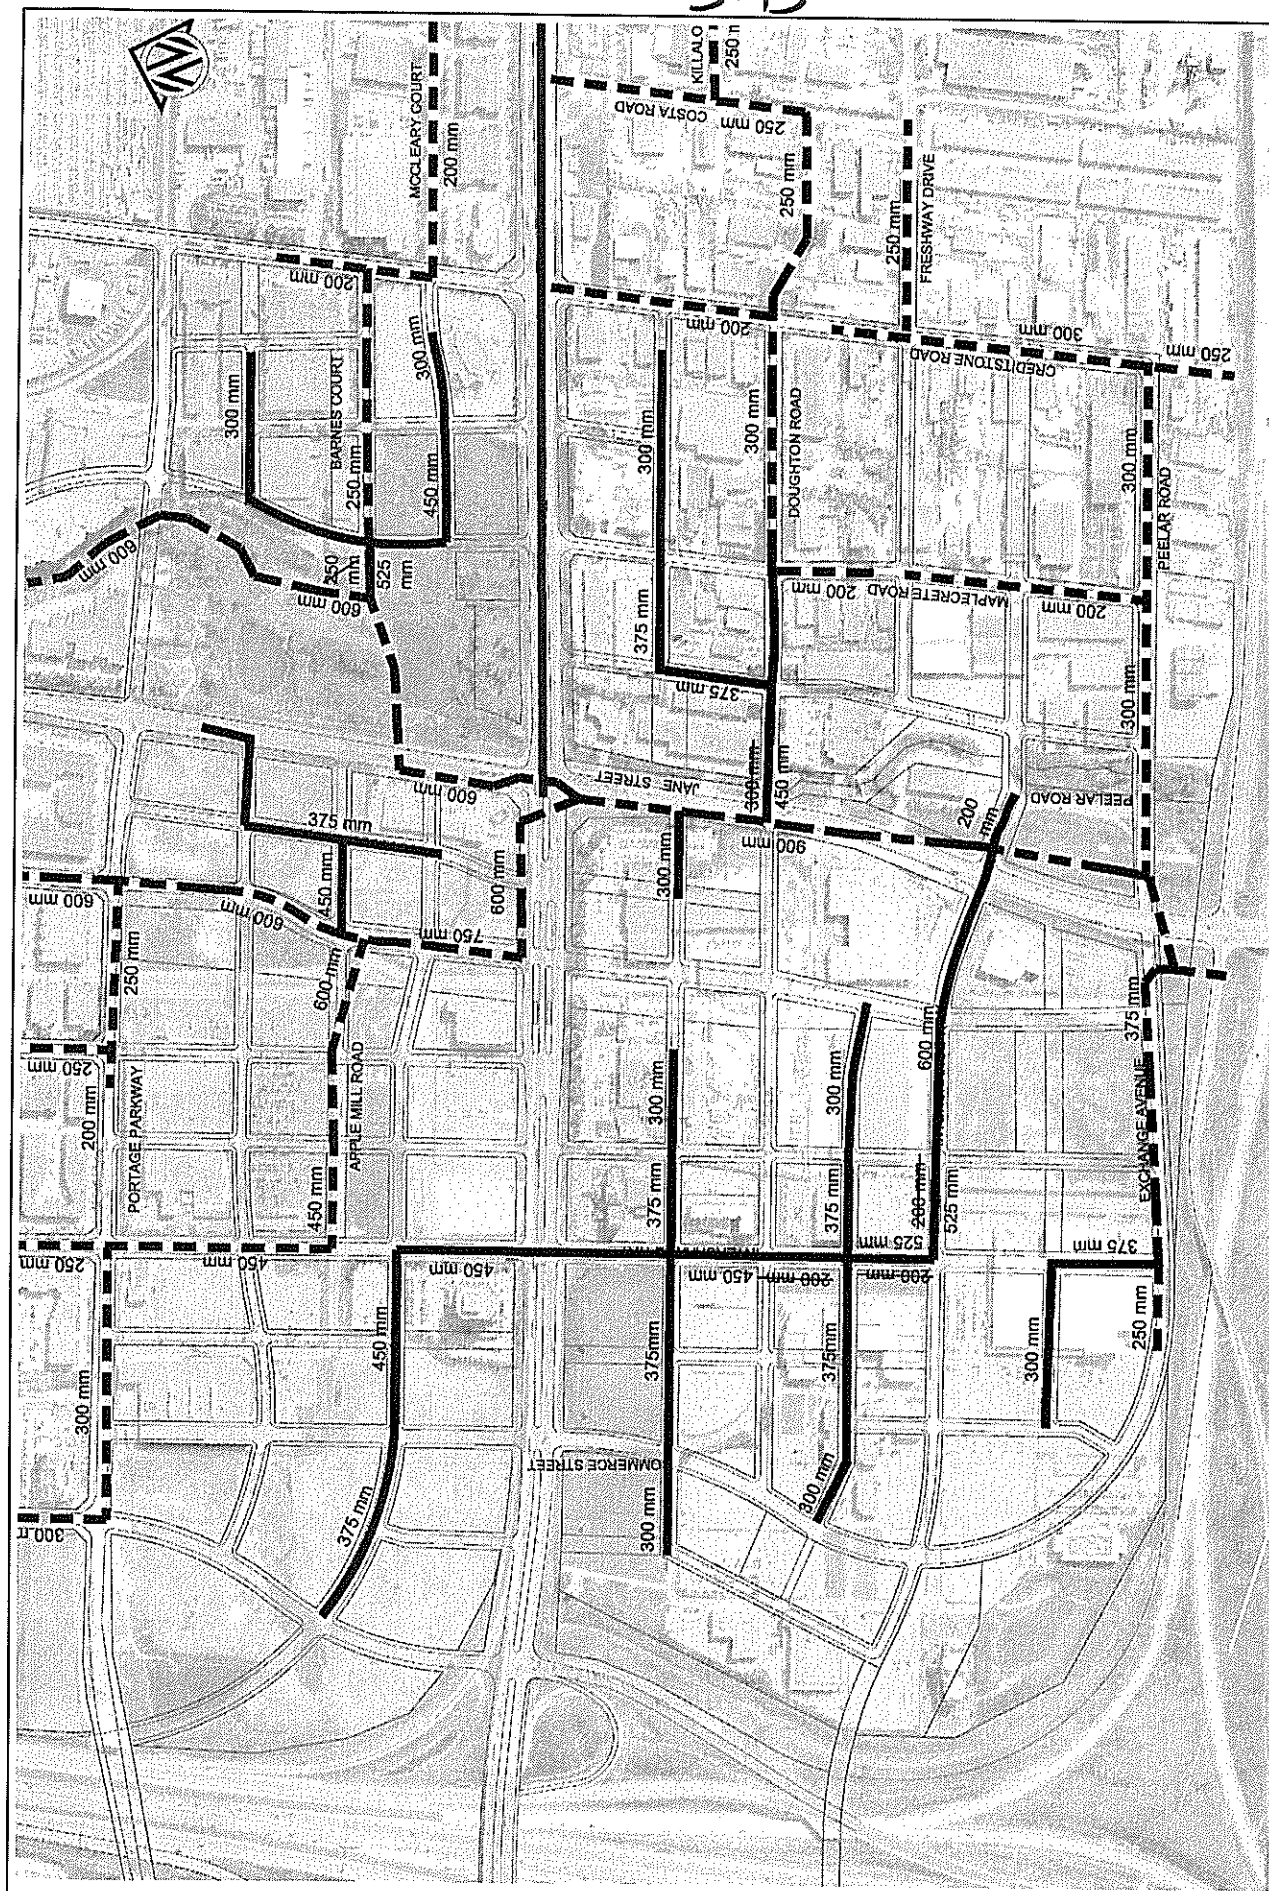 N
MCCLEARY COURT
200 mm
KILLALO
250
COSTA ROAD
250 mm
250 mm
250 mm
FRESHWAY DRIVE
200 mm
BARNES COURT
250 mm
300 mm
300 mm
450 mm
200 mm
300 mm
CREDITSTONE ROAD
250 mm
300 mm
300 mm
DOUGHTON ROAD
300 mm
PEELAR ROAD
600 mm
250 mm
525 mm
600 mm
375 mm
375 mm
200 mm
MAPLECRETE ROAD
200 mm
300 mm
600 mm
JANE STREET
300 mm
450 mm
200 mm
PEELAR ROAD
375 mm
450 mm
600 mm
600 mm
250 mm
600 mm
750 mm
600 mm
300 mm
900 mm
250 mm
200 mm
PORTAGE PARKWAY
APPLE MILL ROAD
450 mm
300 mm
375 mm
300 mm
375 mm
600 mm
200 mm
525 mm
375 mm
EXCHANGE AVENUE
250 mm
450 mm
450 mm
450 mm
200 mm
525 mm
200 mm
375 mm
300 mm
450 mm
375mm
375mm
300 mm
250 mm
OMMERCE STREET
300
375 mm
300 mm
300 mm